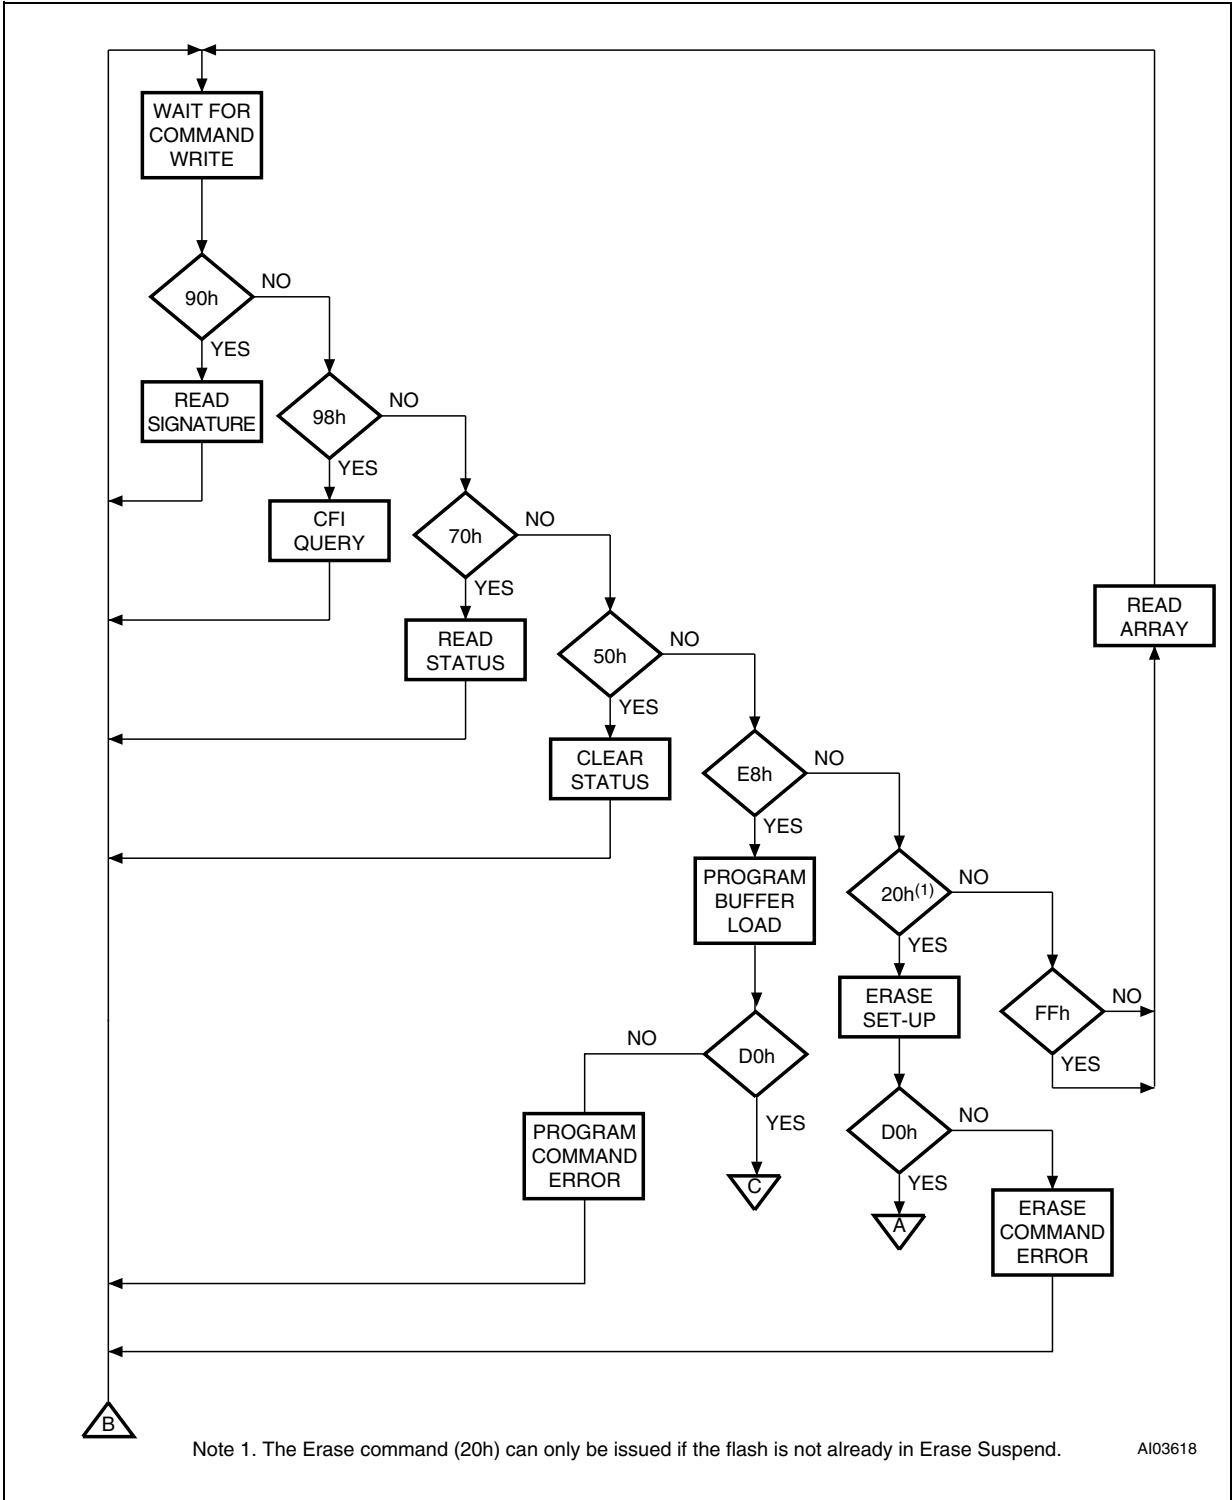 WAIT FOR
COMMAND
WRITE
90h
NO
YES
READ
SIGNATURE
98h
NO
YES
CFI
QUERY
70h
NO
YES
READ
STATUS
50h
NO
YES
CLEAR
STATUS
READ
ARRAY
E8h
NO
YES
PROGRAM
BUFFER
LOAD
20h(1)
NO
YES
ERASE
SET-UP
FFh
NO
YES
D0h
NO
YES
PROGRAM
COMMAND
ERROR
C
D0h
NO
YES
A
ERASE
COMMAND
ERROR
B
Note 1. The Erase command (20h) can only be issued if the flash is not already in Erase Suspend.
AI03618